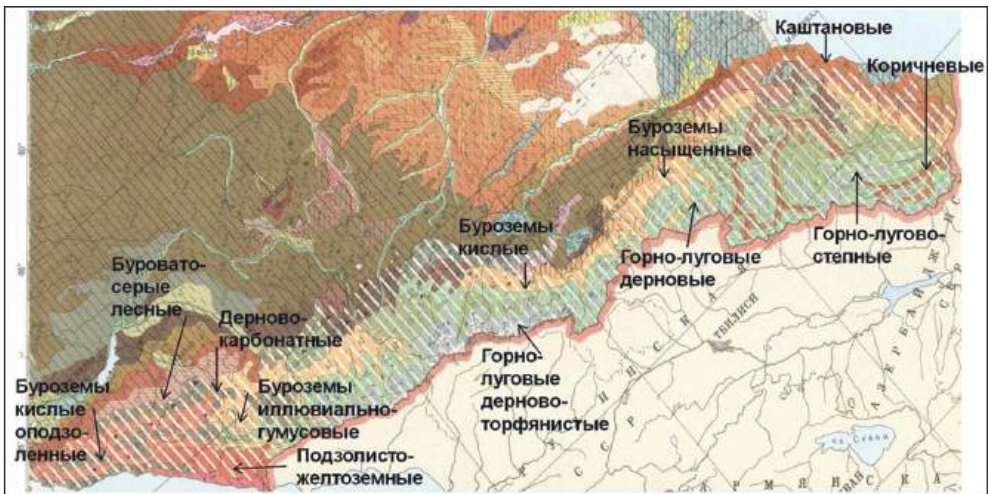 Каштановые
Коричневые
Буроземы
насыщенные
Буроземы
кислые
Горно-луговые
дерновые
Горно-лугово-
степные
Буровато-
серые
лесные
Дерново-
карбонатные
Горно-
луговые
дерново-
торфянистые
Буроземы
кислые
оподзо-
ленные
Буроземы
иллювиально-
гумусовые
Подзолисто-
желтоземные
ТБИЛИСИ
С С Р
А Р М Я Н С К А